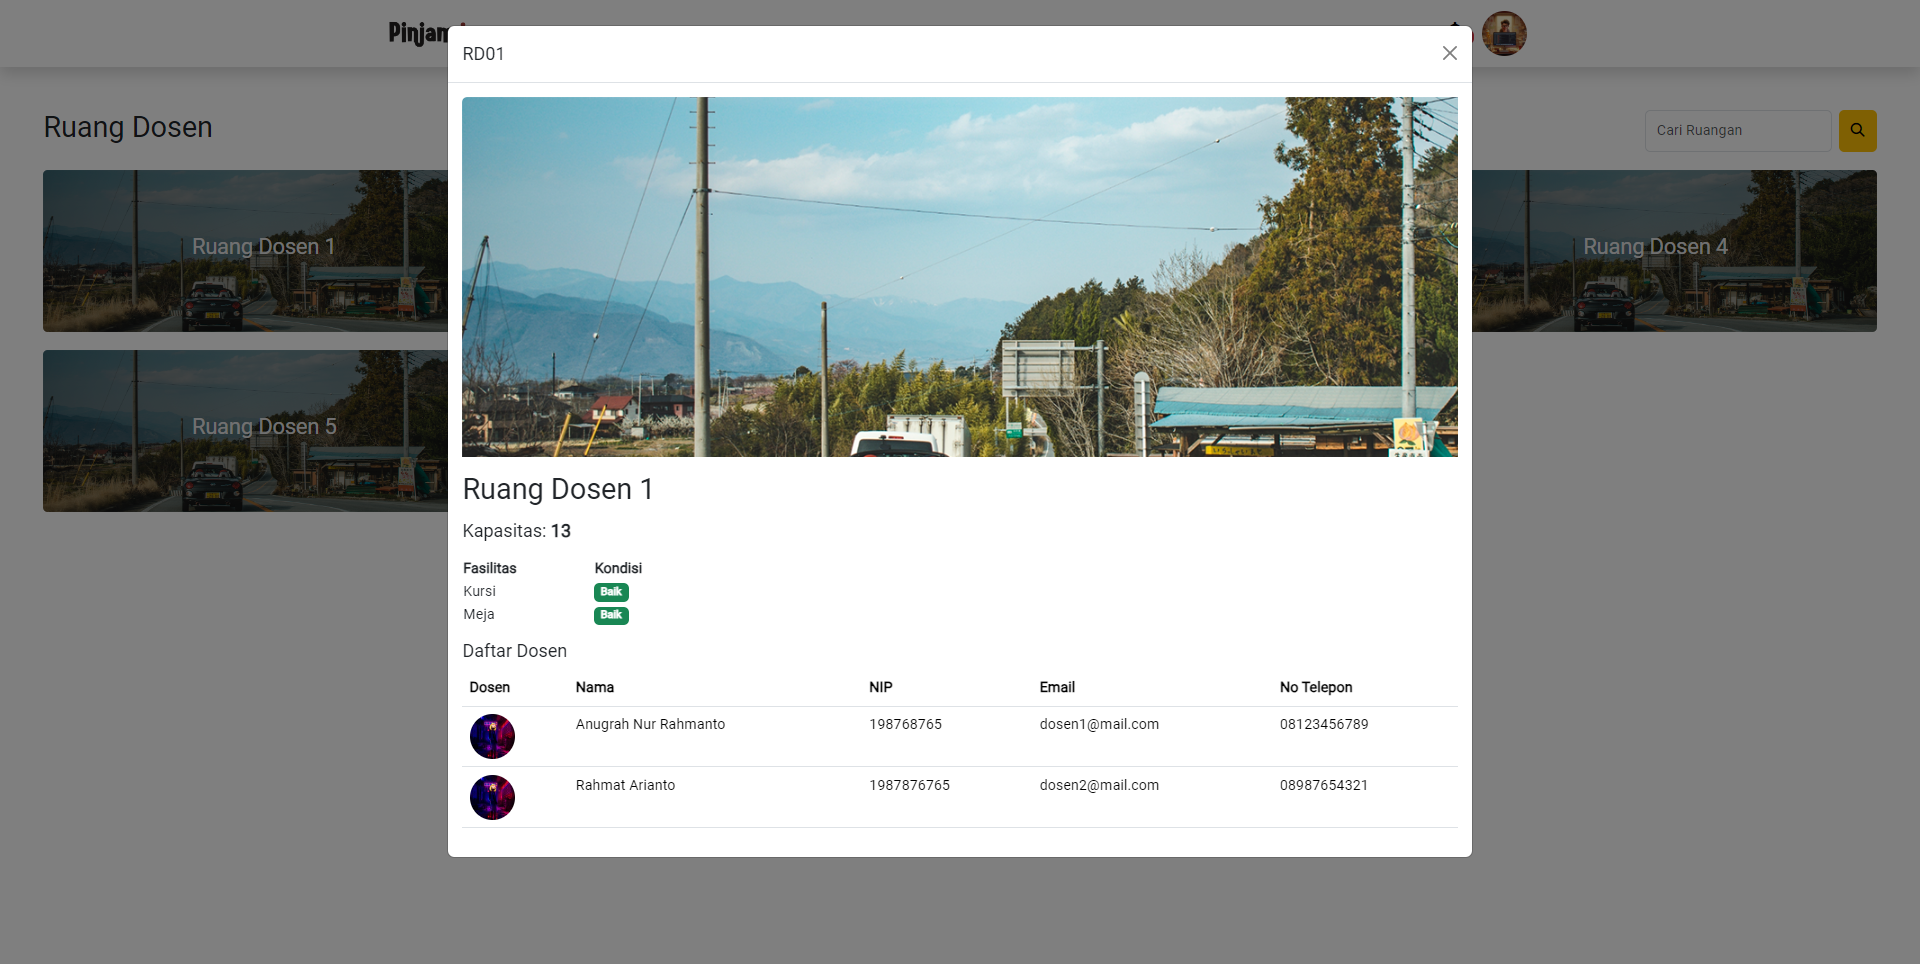 RD01
Ruang Dosen
Cari Ruangan
Ruang Dosen 1
Ruang Dosen 4
Ruang Dosen 5
Ruang Dosen 1
Kapasitas: 13
Fasilitas Kondisi
Kursi Baik
Meja Baik
Daftar Dosen
Dosen Nama NIP Email No Telepon
Anugrah Nur Rahmanto 198768765 dosen1@mail.com 08123456789
Rahmat Arianto 1987876765 dosen2@mail.com 08987654321